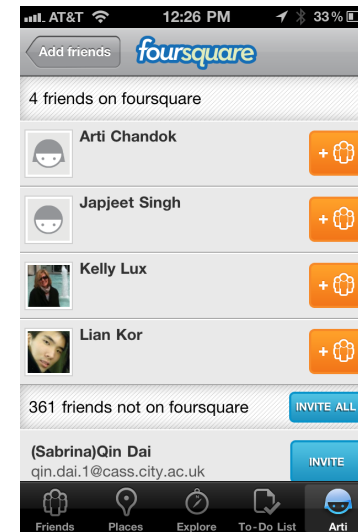 AT&T 12:26 PM 33%
Add friends foursquare
4 friends on foursquare
Arti Chandok
Japjeet Singh
Kelly Lux
Lian Kor
361 friends not on foursquare INVITE ALL
(Sabrina)Qin Dai
qin.dai.1@cass.city.ac.uk INVITE
Friends Places Explore To-Do List Arti